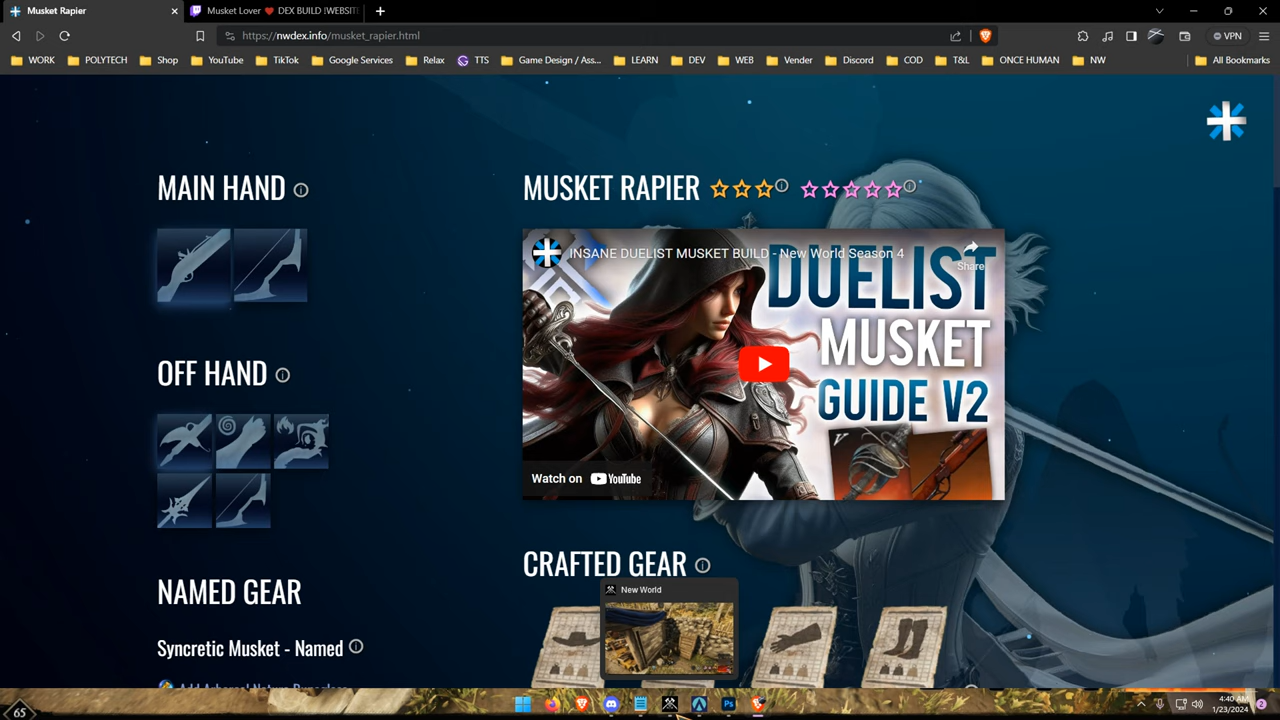 Musket Rapier
Musket Lover ❤ DEX BUILD !WEBSITE
https://nwdex.info/musket_rapier.html
VPN
WORK
POLYTECH
Shop
YouTube
TikTok
Google Services
Relax
TTS
Game Design / Ass...
LEARN
DEV
WEB
Vender
Discord
COD
T&L
ONCE HUMAN
NW
All Bookmarks
MAIN HAND
MUSKET RAPIER
INSANE DUELIST MUSKET BUILD - New World Season 4
Share
DUELIST
MUSKET
GUIDE V2
Watch on YouTube
OFF HAND
CRAFTED GEAR
NAMED GEAR
New World
Syncretic Musket - Named
65
Ps
4:40 AM
1/23/2024
2